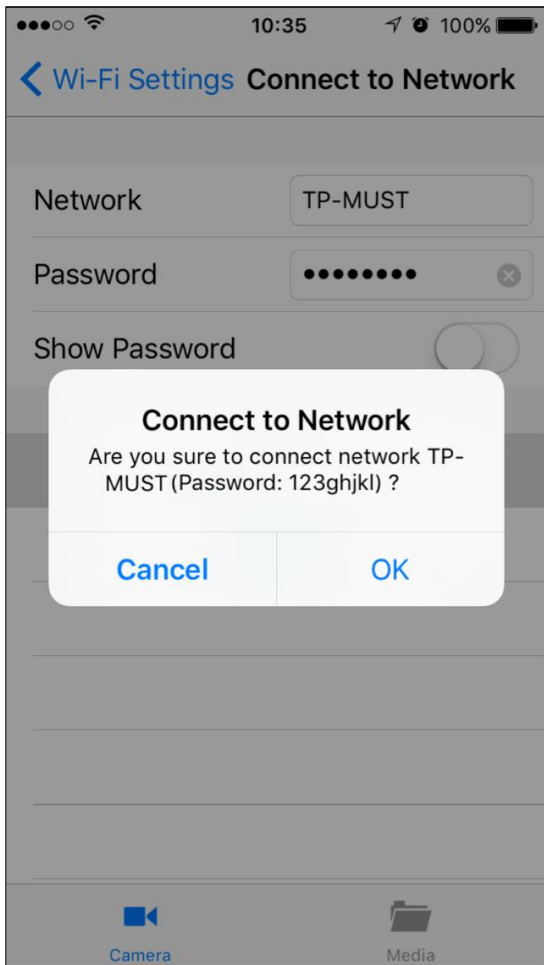 10:35 100%
Wi-Fi Settings Connect to Network
Network TP-MUST
Password ••••••••
Show Password
Connect to Network
Are you sure to connect network TP-
MUST(Password: 123ghjkl) ?
Cancel OK
Camera Media